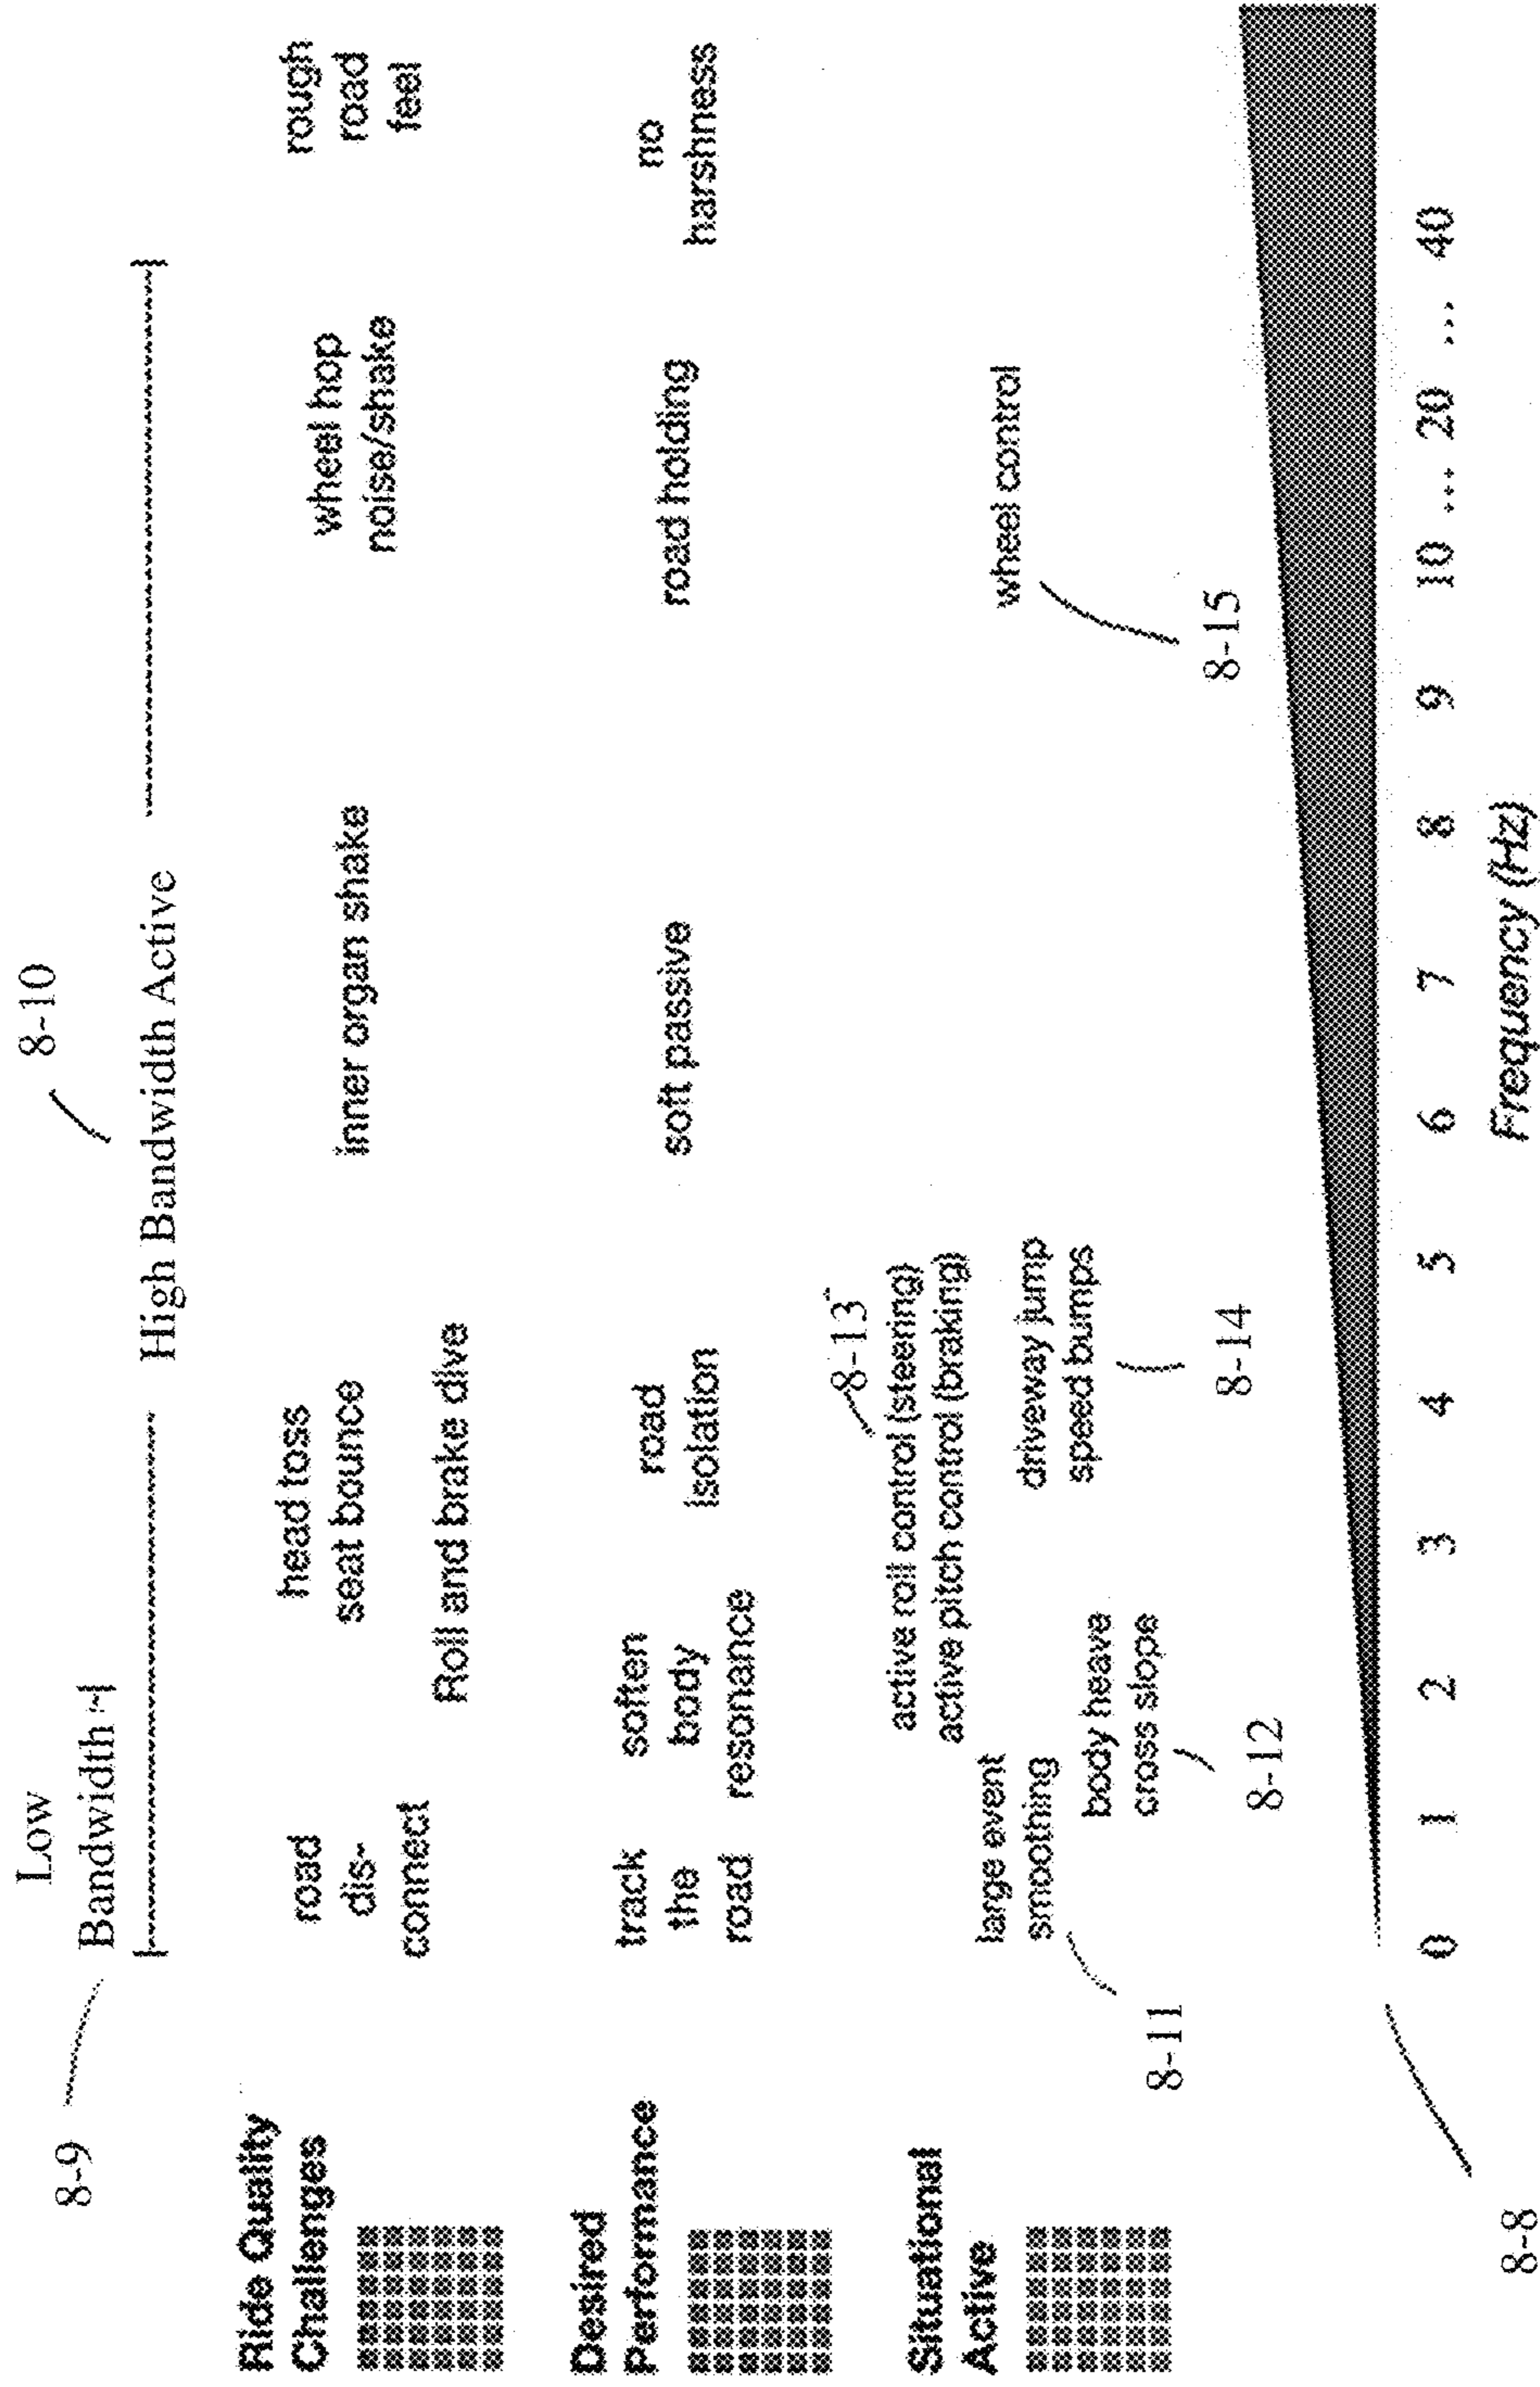 8-9
Low
Bandwidth
8-10
High Bandwidth Active
Ride Quality
Challenges
road
dis-
connect
head toss
seat bounce
Roll and brake dive
inner organ shake
wheel hop
noise/shake
rough
road
feel
Desired
Performance
track
the
road
soften
body
resonance
road
isolation
soft passive
road holding
no
harshness
Situational
Active
8-13
active roll control (steering)
active pitch control (braking)
large event
smoothing
driveway jump
speed bumps
body heave
cross slope
wheel control
8-11
8-12
8-14
8-15
8-8
0 1 2 3 4 5 6 7 8 9 10 ... 20 ... 40
Frequency (Hz)